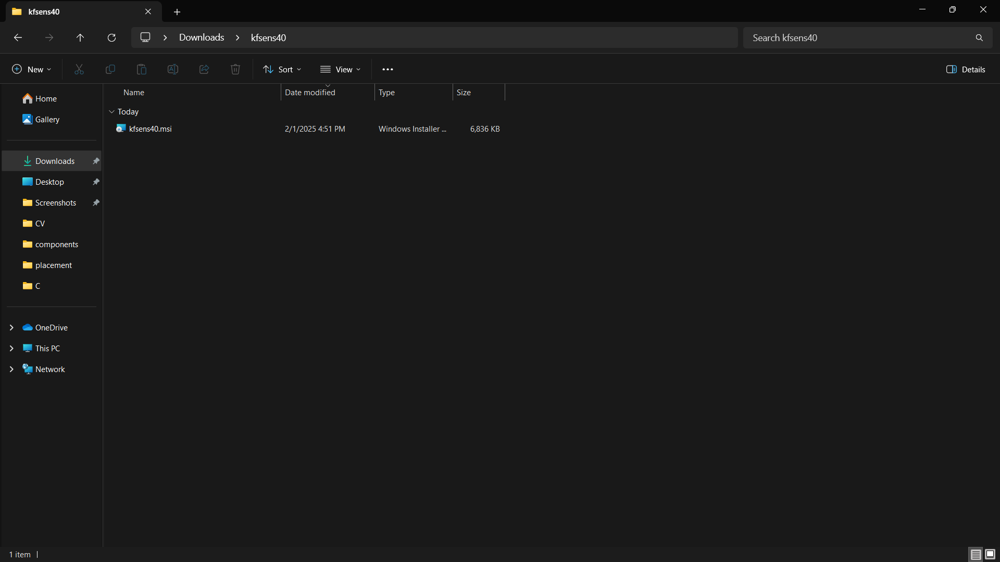 kfsens40
Downloads > kfsens40
Search kfsens40
New
Sort
View
Details
Home
Gallery
Downloads
Desktop
Screenshots
CV
components
placement
C
OneDrive
This PC
Network
Name Date modified Type Size
Today
kfsens40.msi 2/1/2025 4:51 PM Windows Installer ... 6,836 KB
1 item